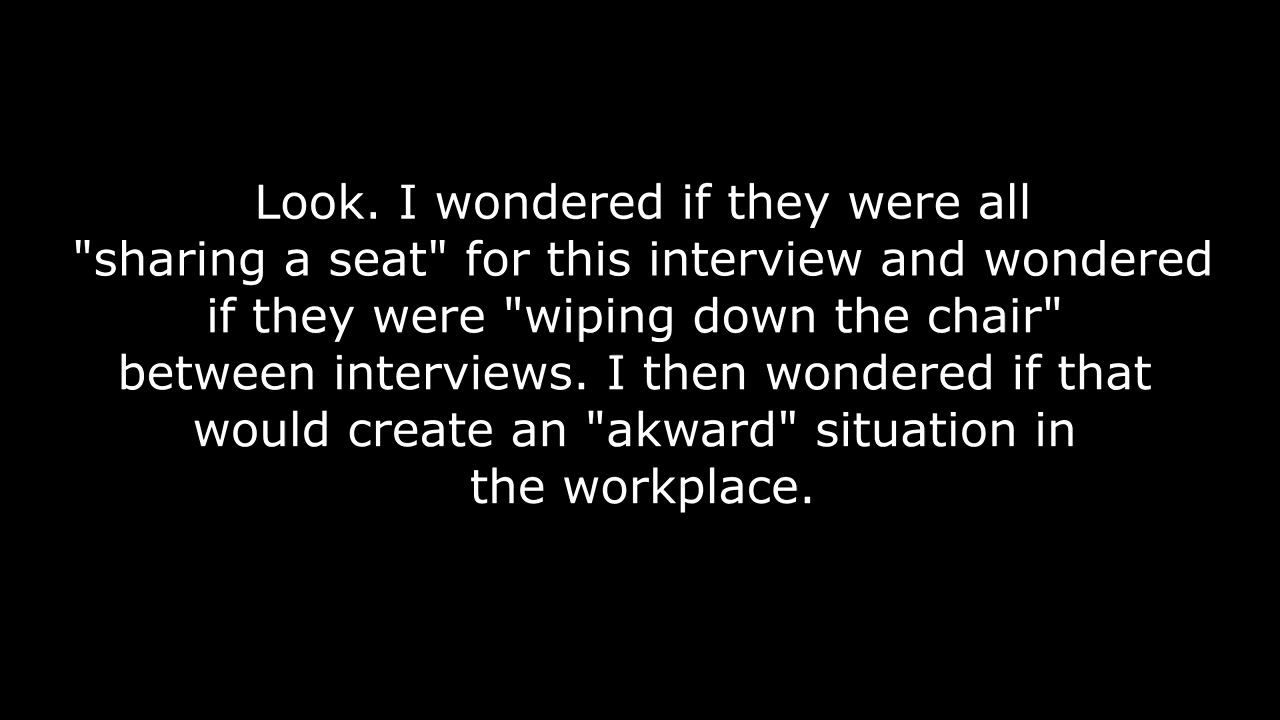 Look. I wondered if they were all
"sharing a seat" for this interview and wondered
if they were "wiping down the chair"
between interviews. I then wondered if that
would create an "akward" situation in
the workplace.